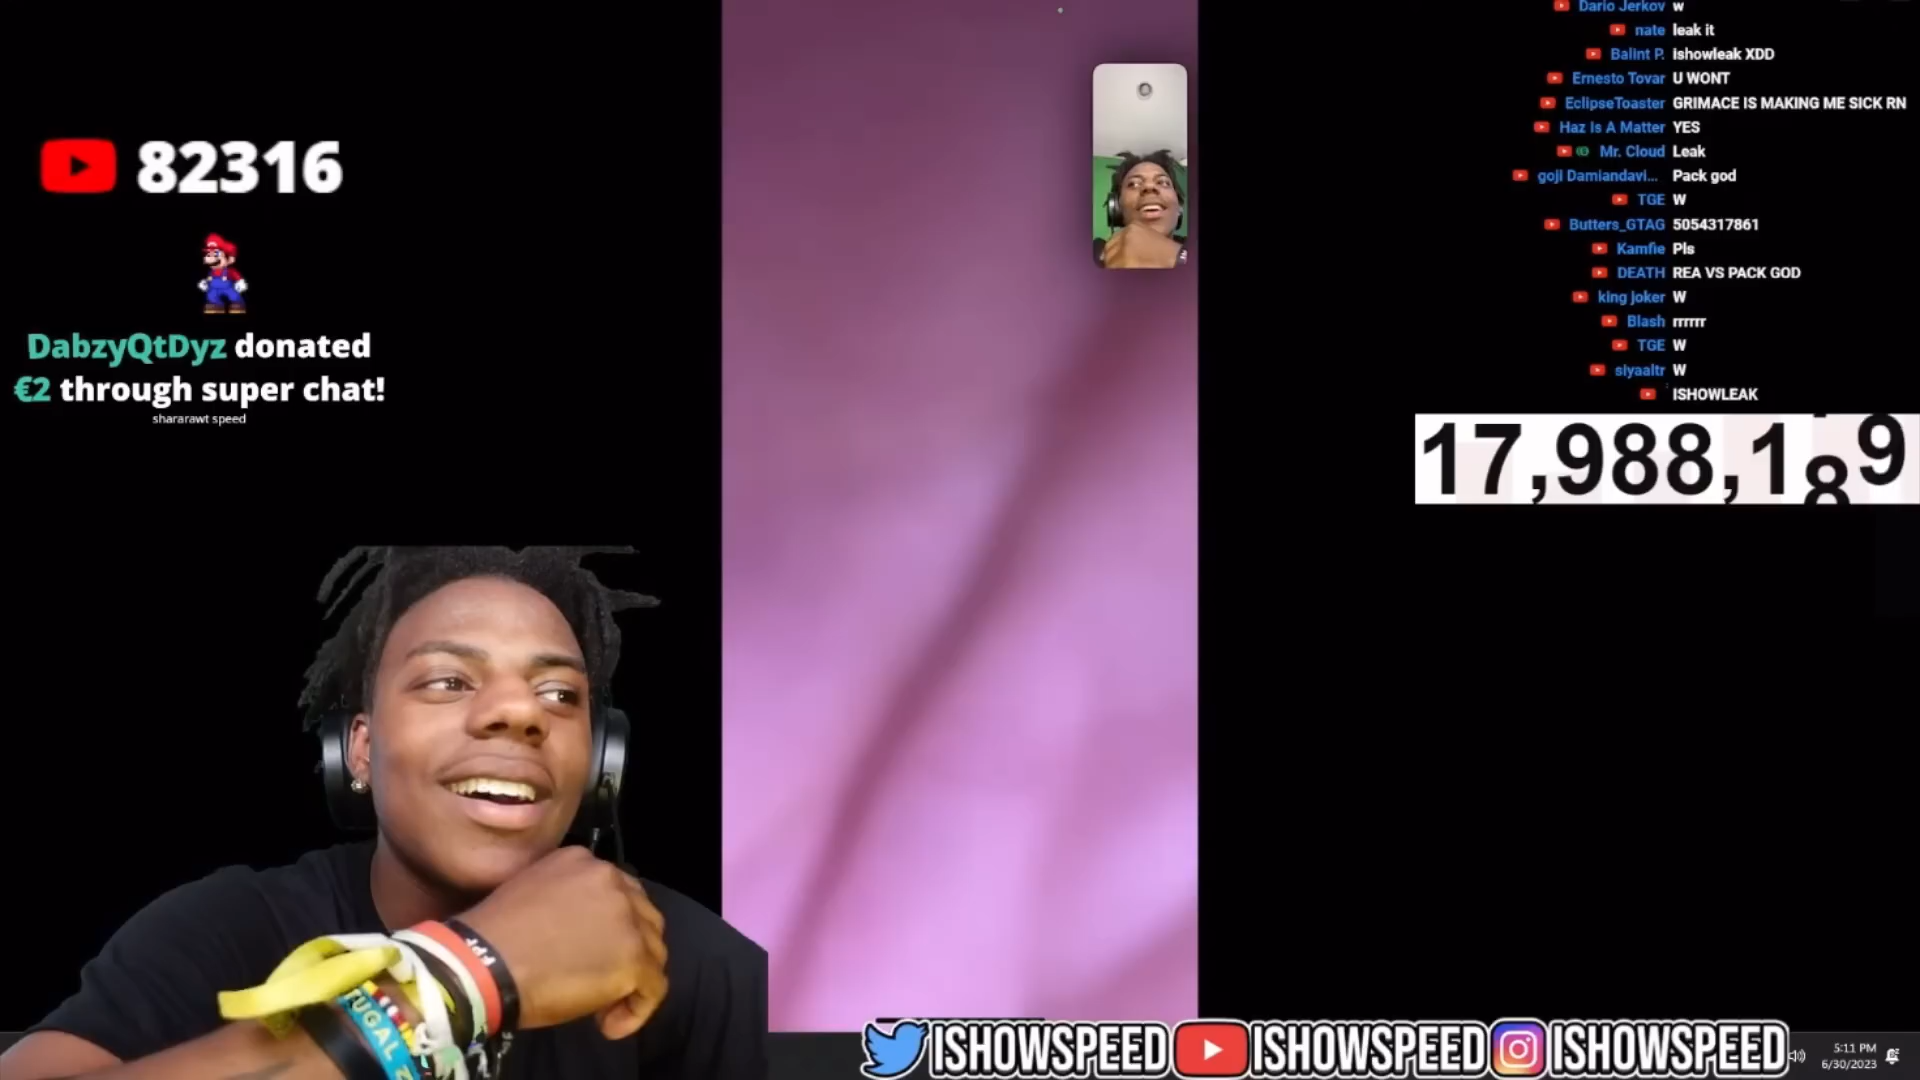 82316
DabzyQtDyz donated
€2 through super chat!
shararawt speed
Dario Jerkov w
nate leak it
Balint P. ishowleak XDD
Ernesto Tovar U WONT
EclipseToaster GRIMACE IS MAKING ME SICK RN
Haz Is A Matter YES
Mr. Cloud Leak
goji Damiandavi... Pack god
TGE W
Butters_GTAG 5054317861
Kamfie Pls
DEATH REA VS PACK GOD
king joker W
Blash rrrrrr
TGE W
siyaaltr W
ISHOWLEAK
17,988,189
TUGAL
ISHOWSPEED ISHOWSPEED ISHOWSPEED
5:11 PM
6/30/2023